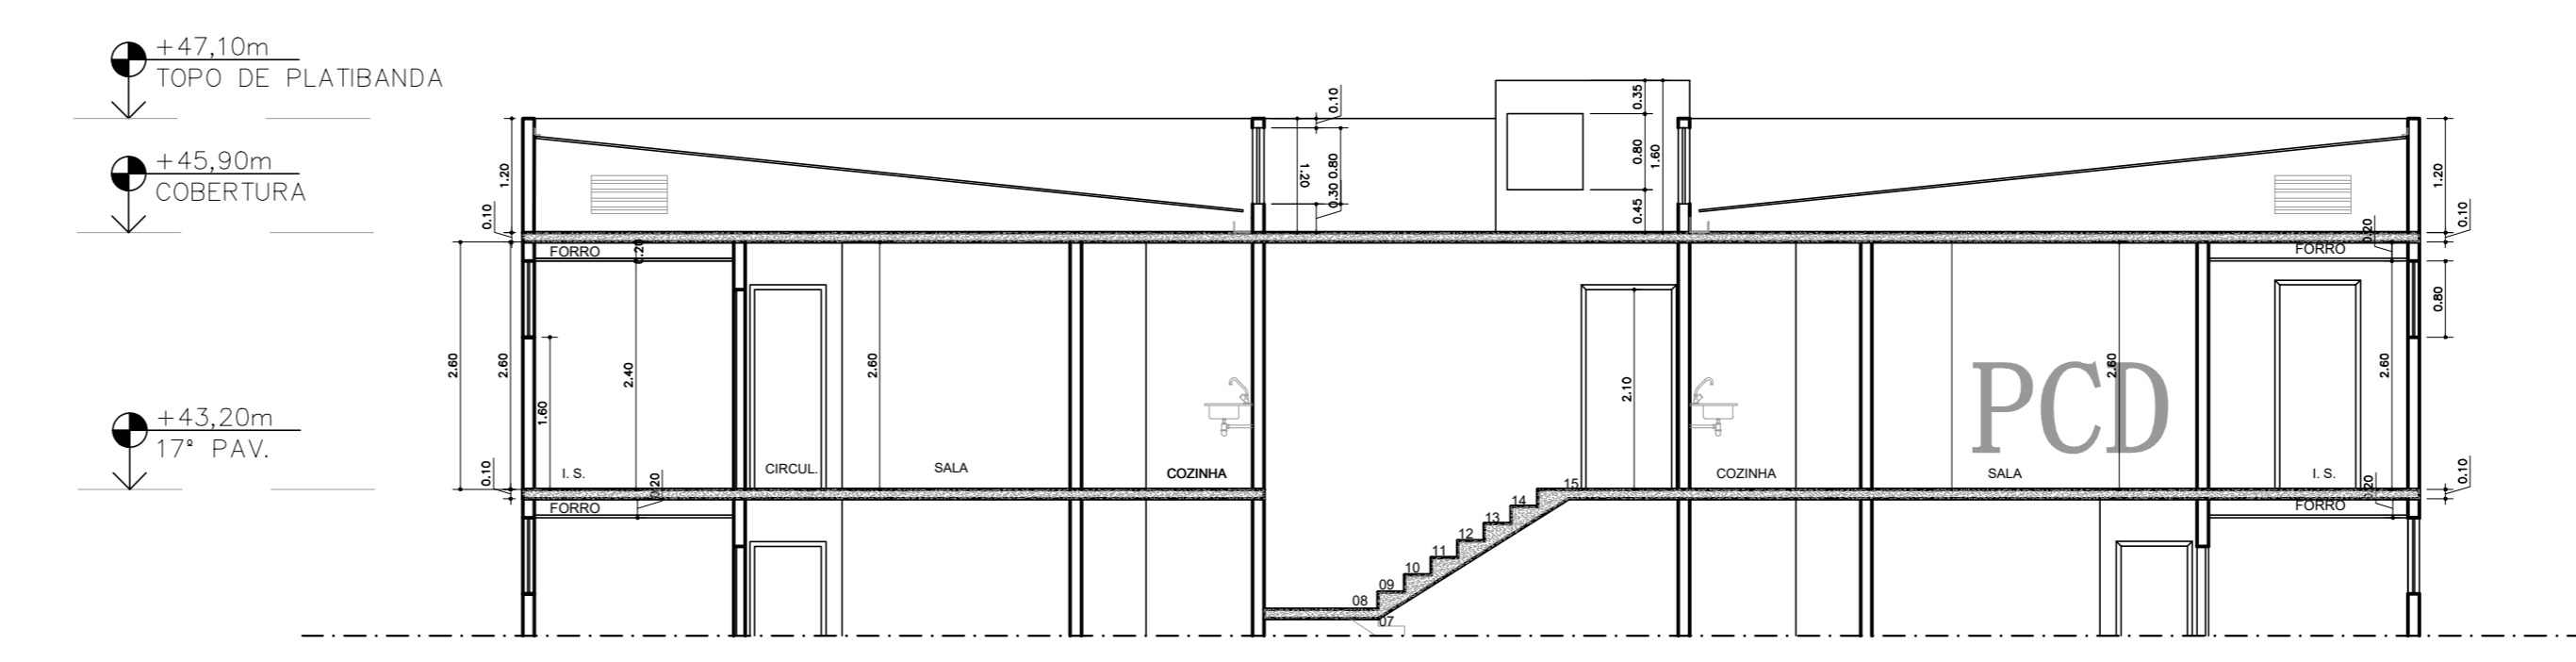 +47,10m
TOPO DE PLATIBANDA
+45,90m
COBERTURA
+43,20m
17º PAV.
1.20
0.10
0.10
1.20
0.80
0.30
0.35
0.80
1.60
0.45
1.20
0.10
FORRO
0.20
0.20
FORRO
2.60
2.60
1.60
2.40
2.60
2.10
2.60
2.60
0.80
PCD
I. S.
CIRCUL.
SALA
COZINHA
COZINHA
SALA
I. S.
0.10
0.20
0.20
0.10
FORRO
FORRO
15
14
13
12
11
10
09
08
07